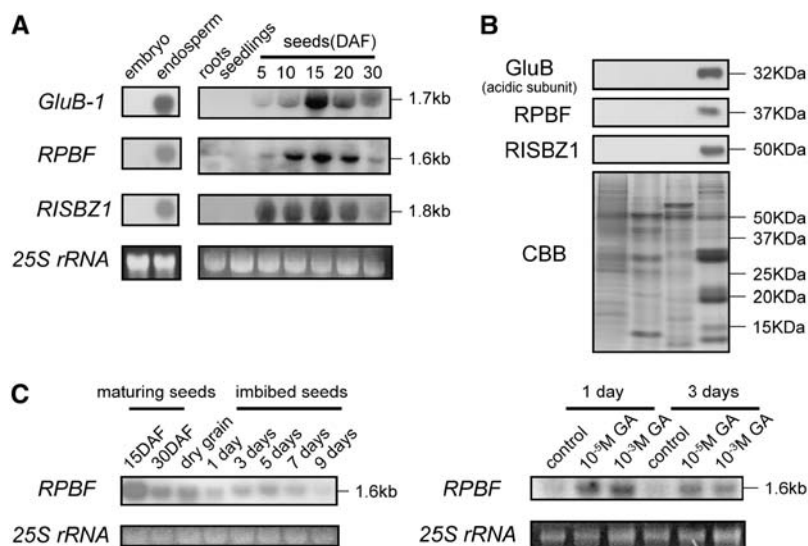 A
embryo
endosperm
roots
seedlings
seeds(DAF)
5 10 15 20 30
GluB-1
1.7kb
RPBF
1.6kb
RISBZ1
1.8kb
25S rRNA
B
GluB
(acidic subunit)
32KDa
RPBF
37KDa
RISBZ1
50KDa
CBB
50KDa
37KDa
25KDa
20KDa
15KDa
C
maturing seeds
imbibed seeds
15DAF
30DAF
dry grain
1 day
3 days
5 days
7 days
9 days
RPBF
1.6kb
25S rRNA
1 day
3 days
control
10⁻⁵M GA
10⁻³M GA
control
10⁻⁵M GA
10⁻³M GA
RPBF
1.6kb
25S rRNA